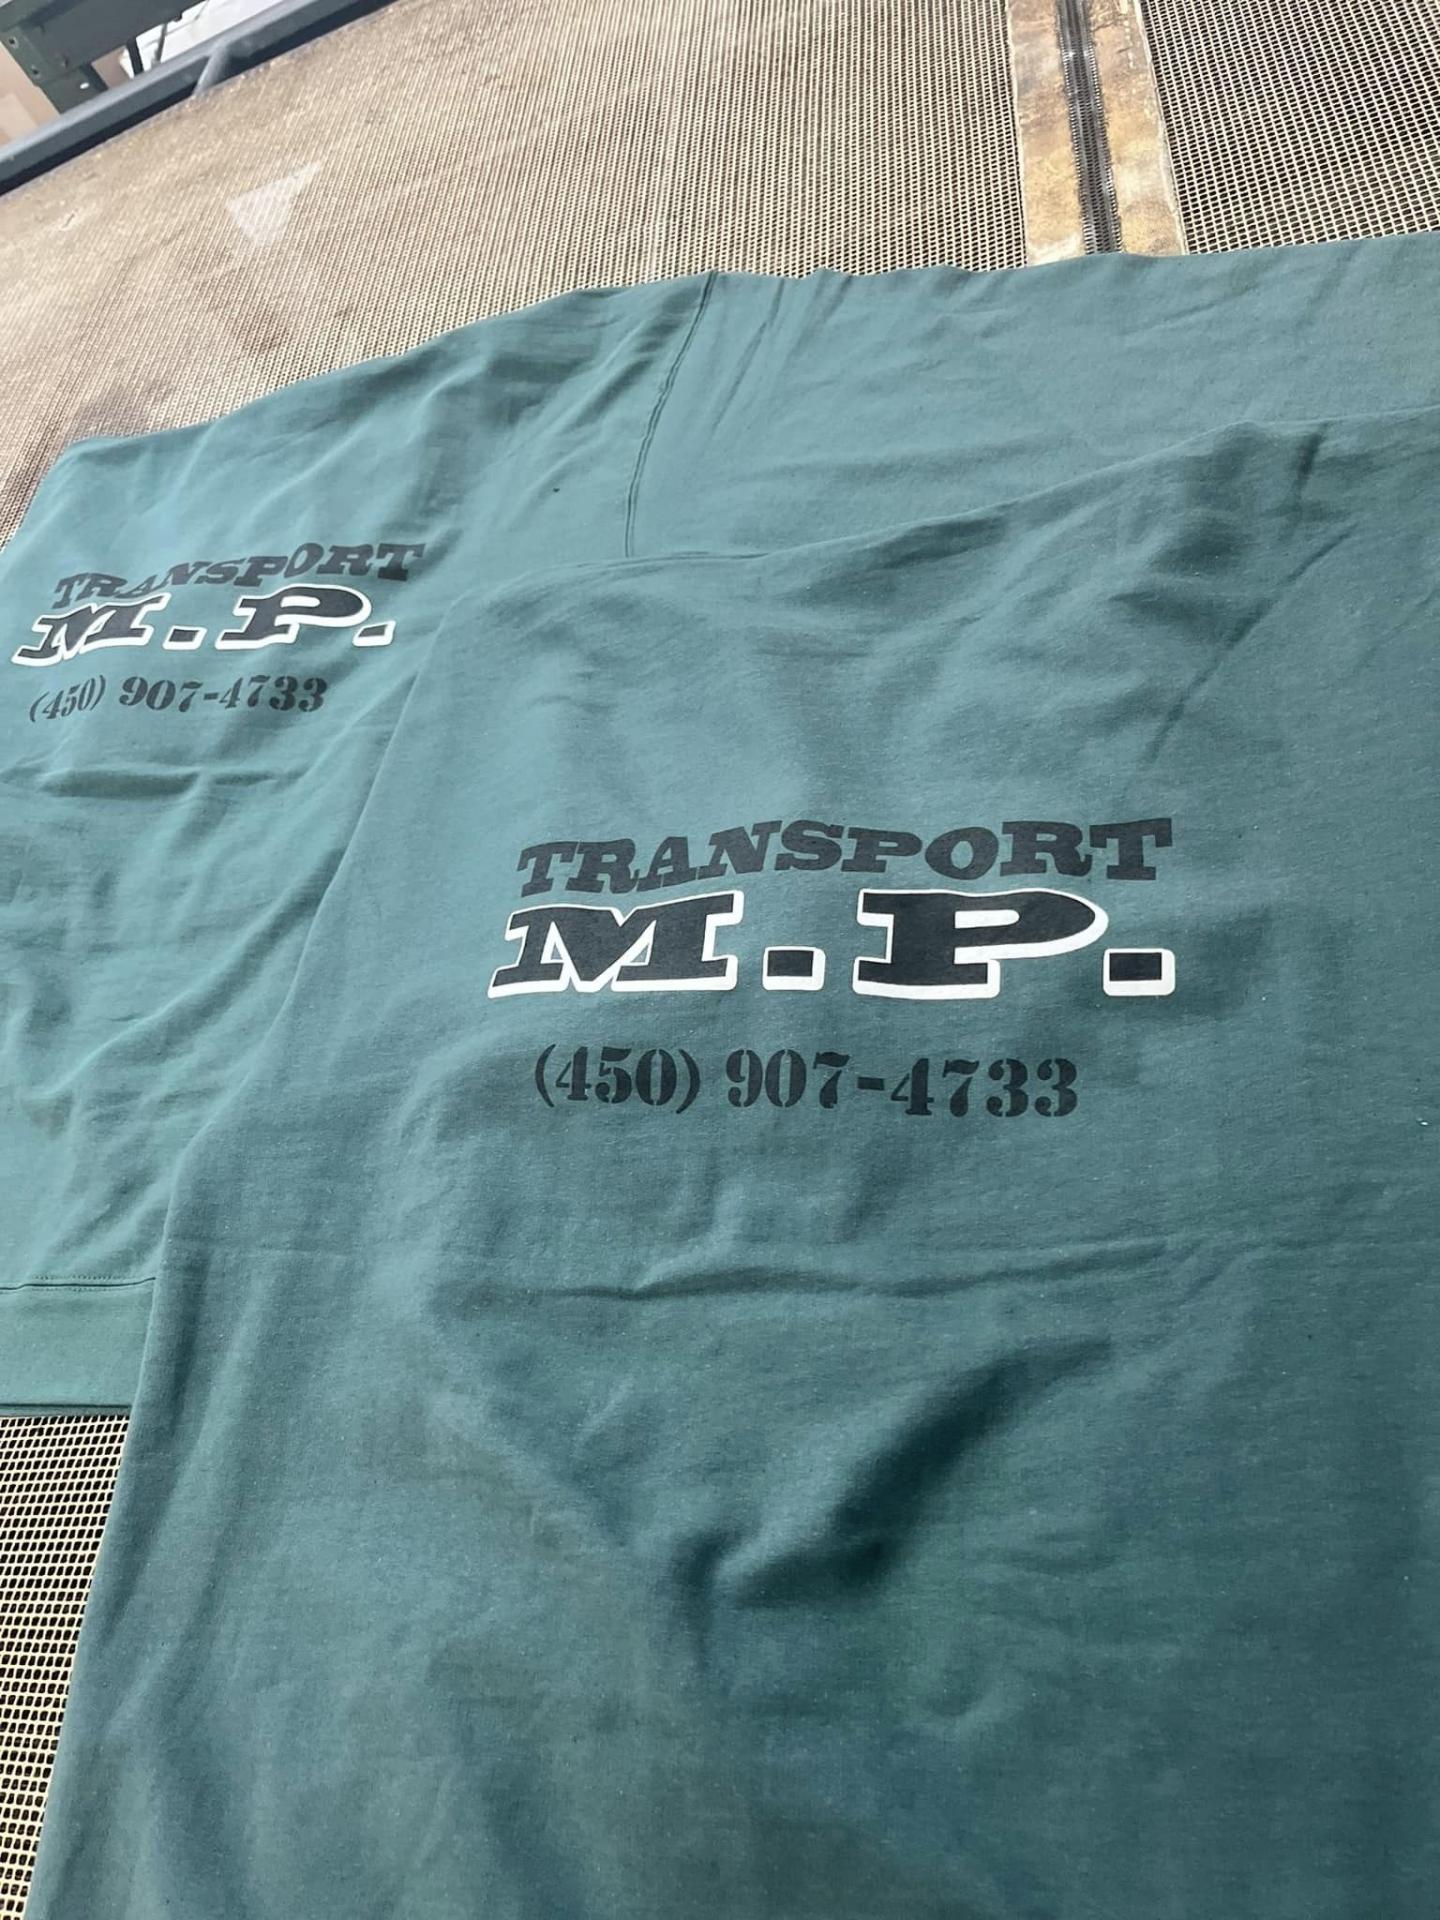 TRANSPORT
M.P.
(450) 907-4733
TRANSPORT
M.P.
(450) 907-4733